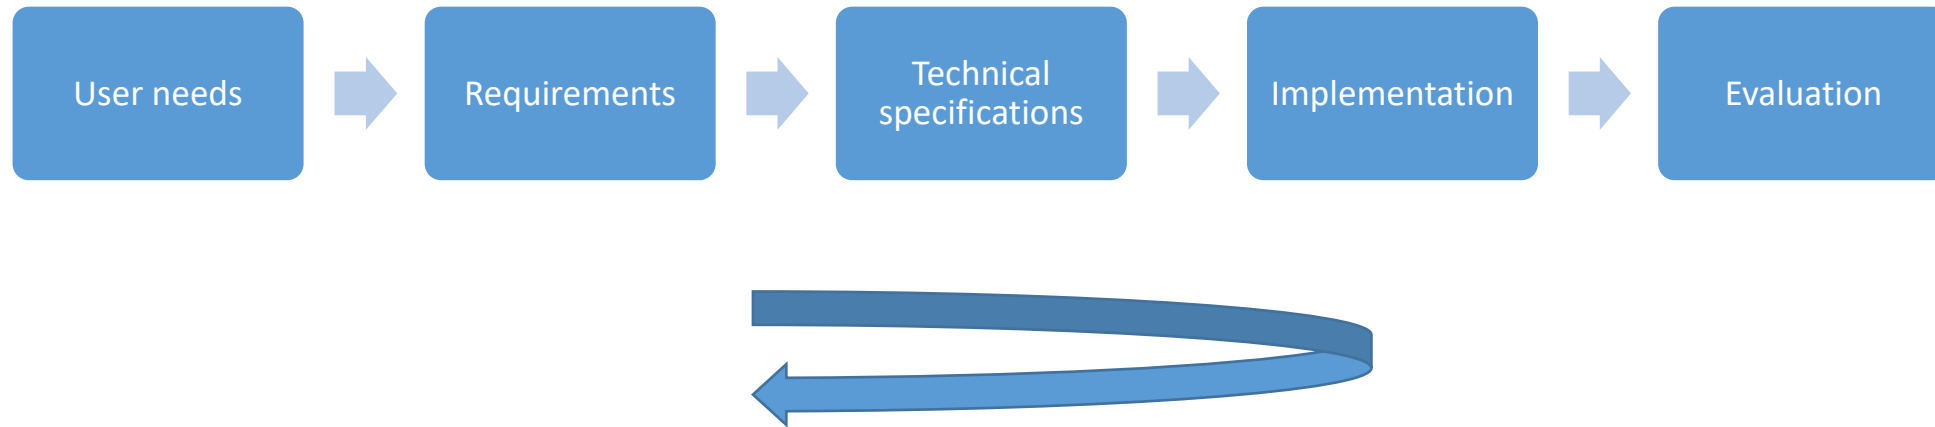 User needs
Requirements
Technical
specifications
Implementation
Evaluation